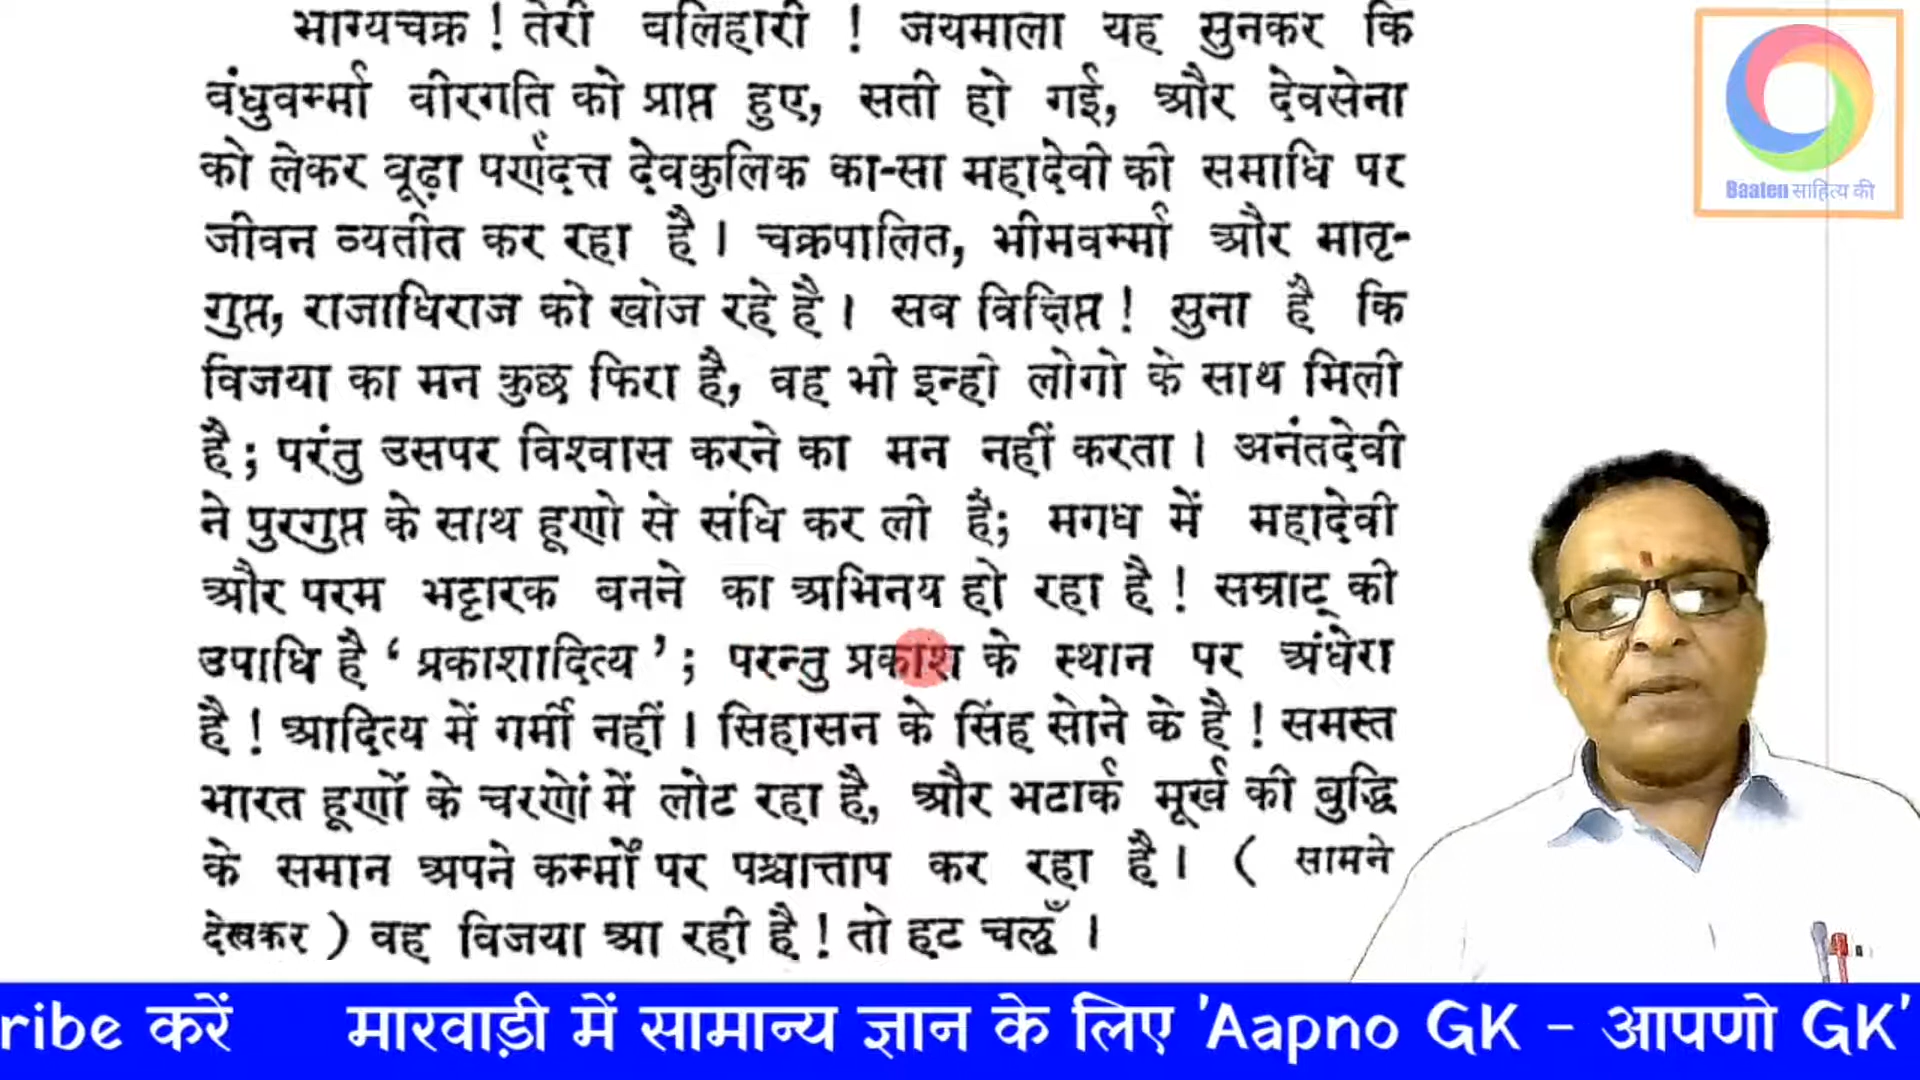 भाग्यचक्र ! तेरी वलिहारी ! जयमाला यह सुनकर कि
वंधुवर्म्मा वीरगति को प्राप्त हुए, सती हो गई, और देवसेना
को लेकर वूढ़ा पर्णदत्त देवकुलिक का-सा महादेवी की समाधि पर
जीवन व्यतीत कर रहा है । चक्रपालित, भीमवर्म्मा और मातृ-
गुप्त, राजाधिराज को खोज रहे है । सब विक्षिप्त ! सुना है कि
विजया का मन कुछ फिरा है, वह भी इन्हो लोगो के साथ मिली
है ; परंतु उसपर विश्वास करने का मन नहीं करता । अनंतदेवी
ने पुरगुप्त के साथ हूणो से संधि कर ली है; मगध में महादेवी
और परम भट्टारक बनने का अभिनय हो रहा है ! सम्राट् की
उपाधि है ‘ प्रकाशादित्य ’ ; परन्तु प्रकाश के स्थान पर अंधेरा
है ! आदित्य में गर्मी नहीं । सिहासन के सिंह सोने के है ! समस्त
भारत हूणों के चरणों में लोट रहा है, और भटार्क मूर्ख की बुद्धि
के समान अपने कर्म्मों पर पश्चात्ताप कर रहा है । ( सामने
देखकर ) वह विजया आ रही है ! तो हट चलूँ ।
Baaten साहित्य की
ribe करें मारवाड़ी में सामान्य ज्ञान के लिए 'Aapno GK - आपणो GK'